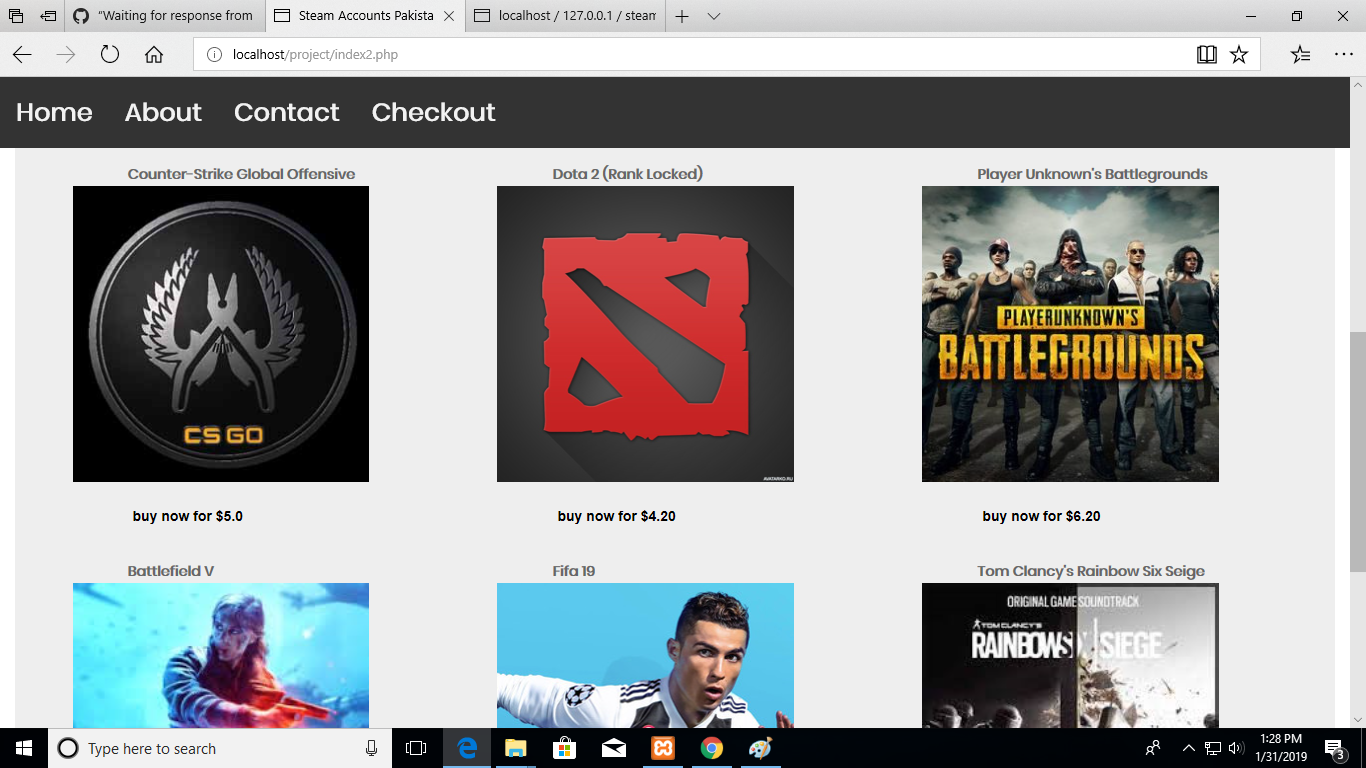 "Waiting for response from
Steam Accounts Pakista
localhost / 127.0.0.1 / steam
localhost/project/index2.php
Home About Contact Checkout
Counter-Strike Global Offensive
Dota 2 (Rank Locked)
Player Unknown's Battlegrounds
CS GO
AVATARKO.RU
PLAYERUNKNOWN'S
BATTLEGROUNDS
buy now for $5.0
buy now for $4.20
buy now for $6.20
Battlefield V
Fifa 19
Tom Clancy's Rainbow Six Seige
ORIGINAL GAME SOUNDTRACK
TOM CLANCY'S
RAINBOW SIX SIEGE
Type here to search
1:28 PM
1/31/2019
3